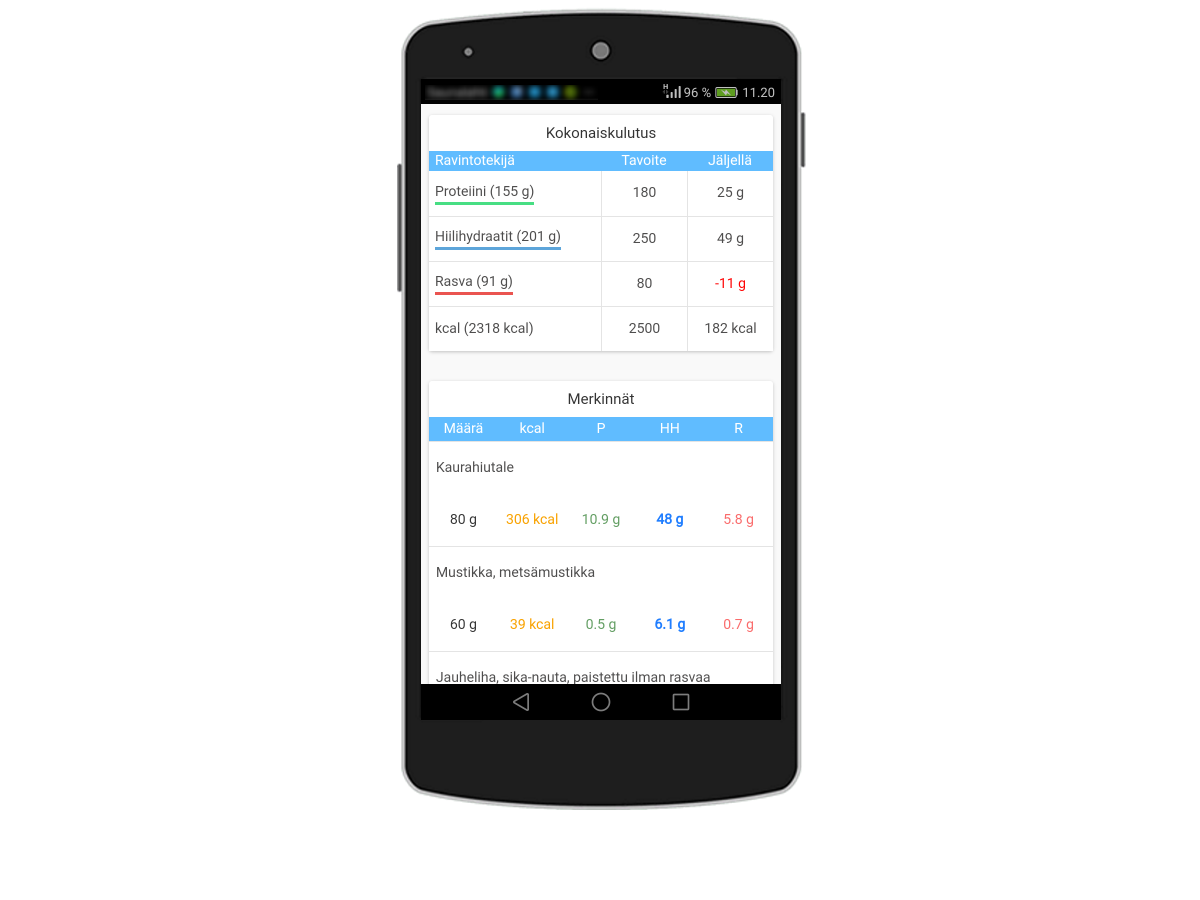 H
96 %
11.20
Kokonaiskulutus
Ravintotekijä Tavoite Jäljellä
Proteiini (155 g) 180 25 g
Hiilihydraatit (201 g) 250 49 g
Rasva (91 g) 80 -11 g
kcal (2318 kcal) 2500 182 kcal
Merkinnät
Määrä kcal P HH R
Kaurahiutale
80 g 306 kcal 10.9 g 48 g 5.8 g
Mustikka, metsämustikka
60 g 39 kcal 0.5 g 6.1 g 0.7 g
Jauheliha, sika-nauta, paistettu ilman rasvaa